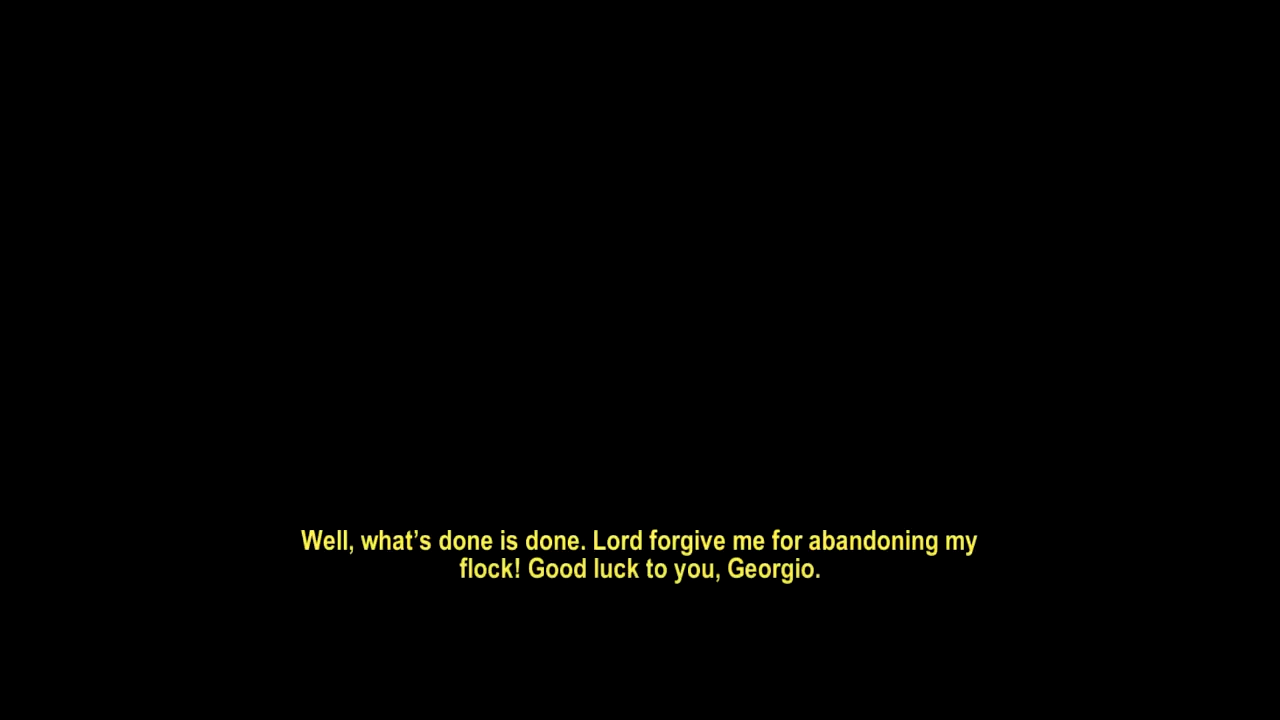 Well, what’s done is done. Lord forgive me for abandoning my
flock! Good luck to you, Georgio.